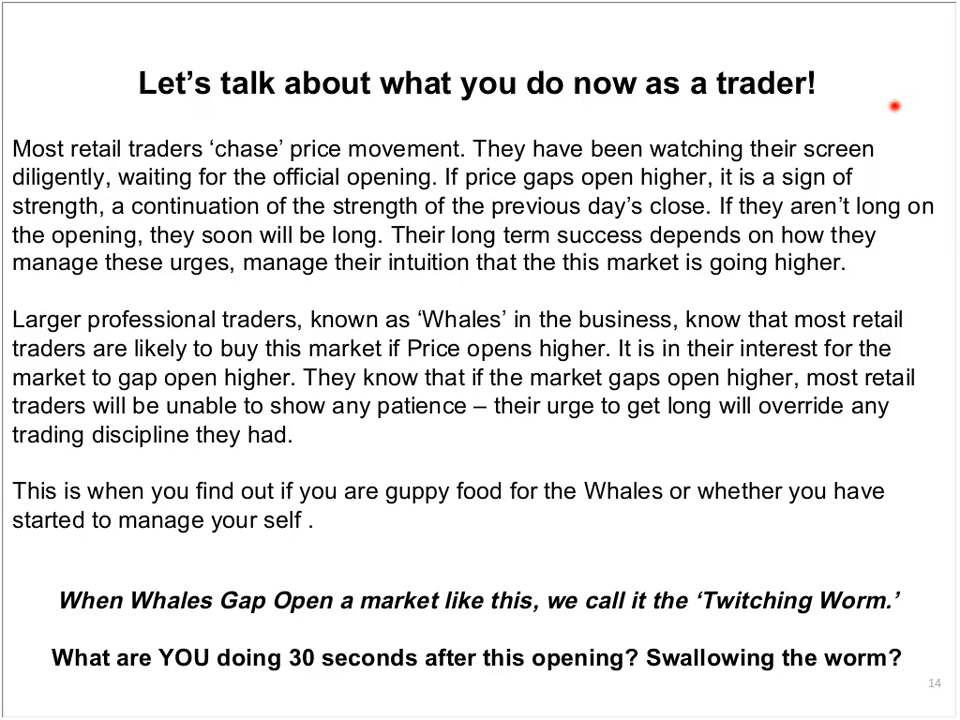 Let’s talk about what you do now as a trader!
Most retail traders ‘chase’ price movement. They have been watching their screen
diligently, waiting for the official opening. If price gaps open higher, it is a sign of
strength, a continuation of the strength of the previous day’s close. If they aren’t long on
the opening, they soon will be long. Their long term success depends on how they
manage these urges, manage their intuition that the this market is going higher.
Larger professional traders, known as ‘Whales’ in the business, know that most retail
traders are likely to buy this market if Price opens higher. It is in their interest for the
market to gap open higher. They know that if the market gaps open higher, most retail
traders will be unable to show any patience – their urge to get long will override any
trading discipline they had.
This is when you find out if you are guppy food for the Whales or whether you have
started to manage your self .
When Whales Gap Open a market like this, we call it the ‘Twitching Worm.’
What are YOU doing 30 seconds after this opening? Swallowing the worm?
14